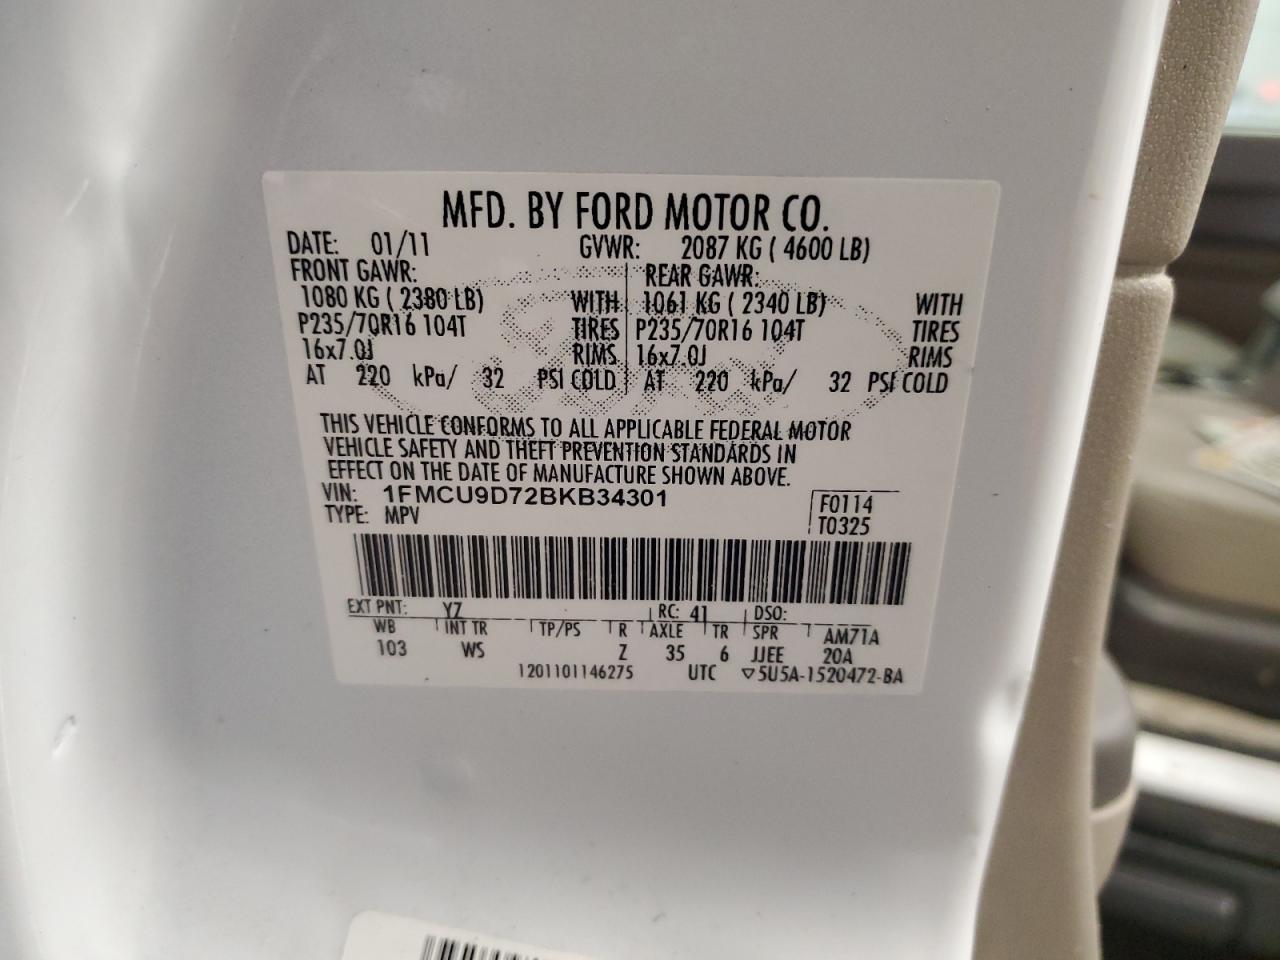 MFD. BY FORD MOTOR CO.
DATE: 01/11 GVWR: 2087 KG ( 4600 LB)
FRONT GAWR: REAR GAWR:
1080 KG ( 2380 LB) WITH 1061 KG ( 2340 LB) WITH
P235/70R16 104T TIRES P235/70R16 104T TIRES
16x7.0J RIMS 16x7.0J RIMS
AT 220 kPa/ 32 PSI COLD AT 220 kPa/ 32 PSI COLD
THIS VEHICLE CONFORMS TO ALL APPLICABLE FEDERAL MOTOR
VEHICLE SAFETY AND THEFT PREVENTION STANDARDS IN
EFFECT ON THE DATE OF MANUFACTURE SHOWN ABOVE.
VIN: 1FMCU9D72BKB34301 F0114
TYPE: MPV T0325
EXT PNT: YZ RC: 41 DSO:
WB INT TR TP/PS R AXLE TR SPR AM71A
103 WS Z 35 6 JJEE 20A
1201101146275 UTC ▽5U5A-1520472-BA